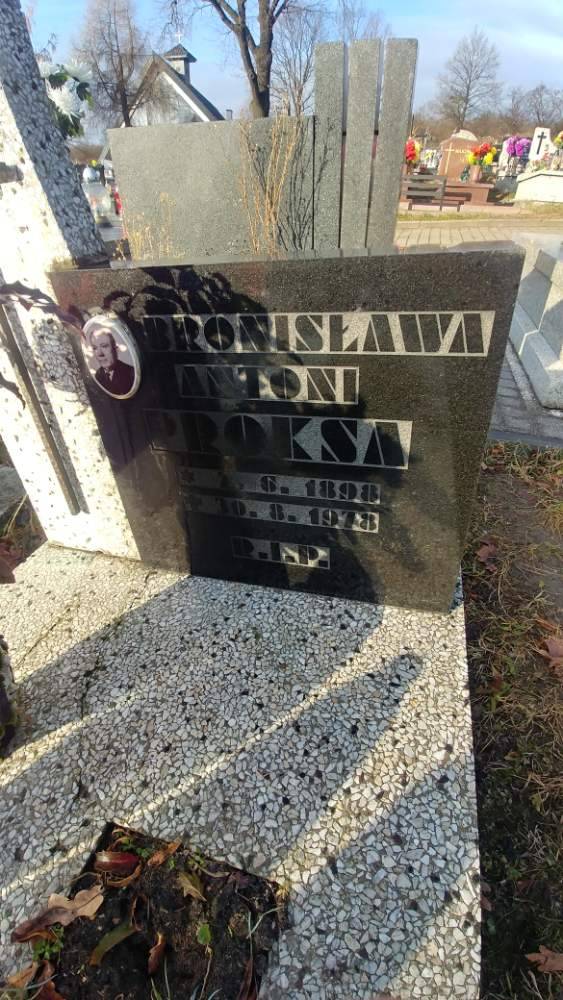 BRONISŁAWA
ANTONI
PROKSA
6. 1898
10. 8. 1978
R.I.P.